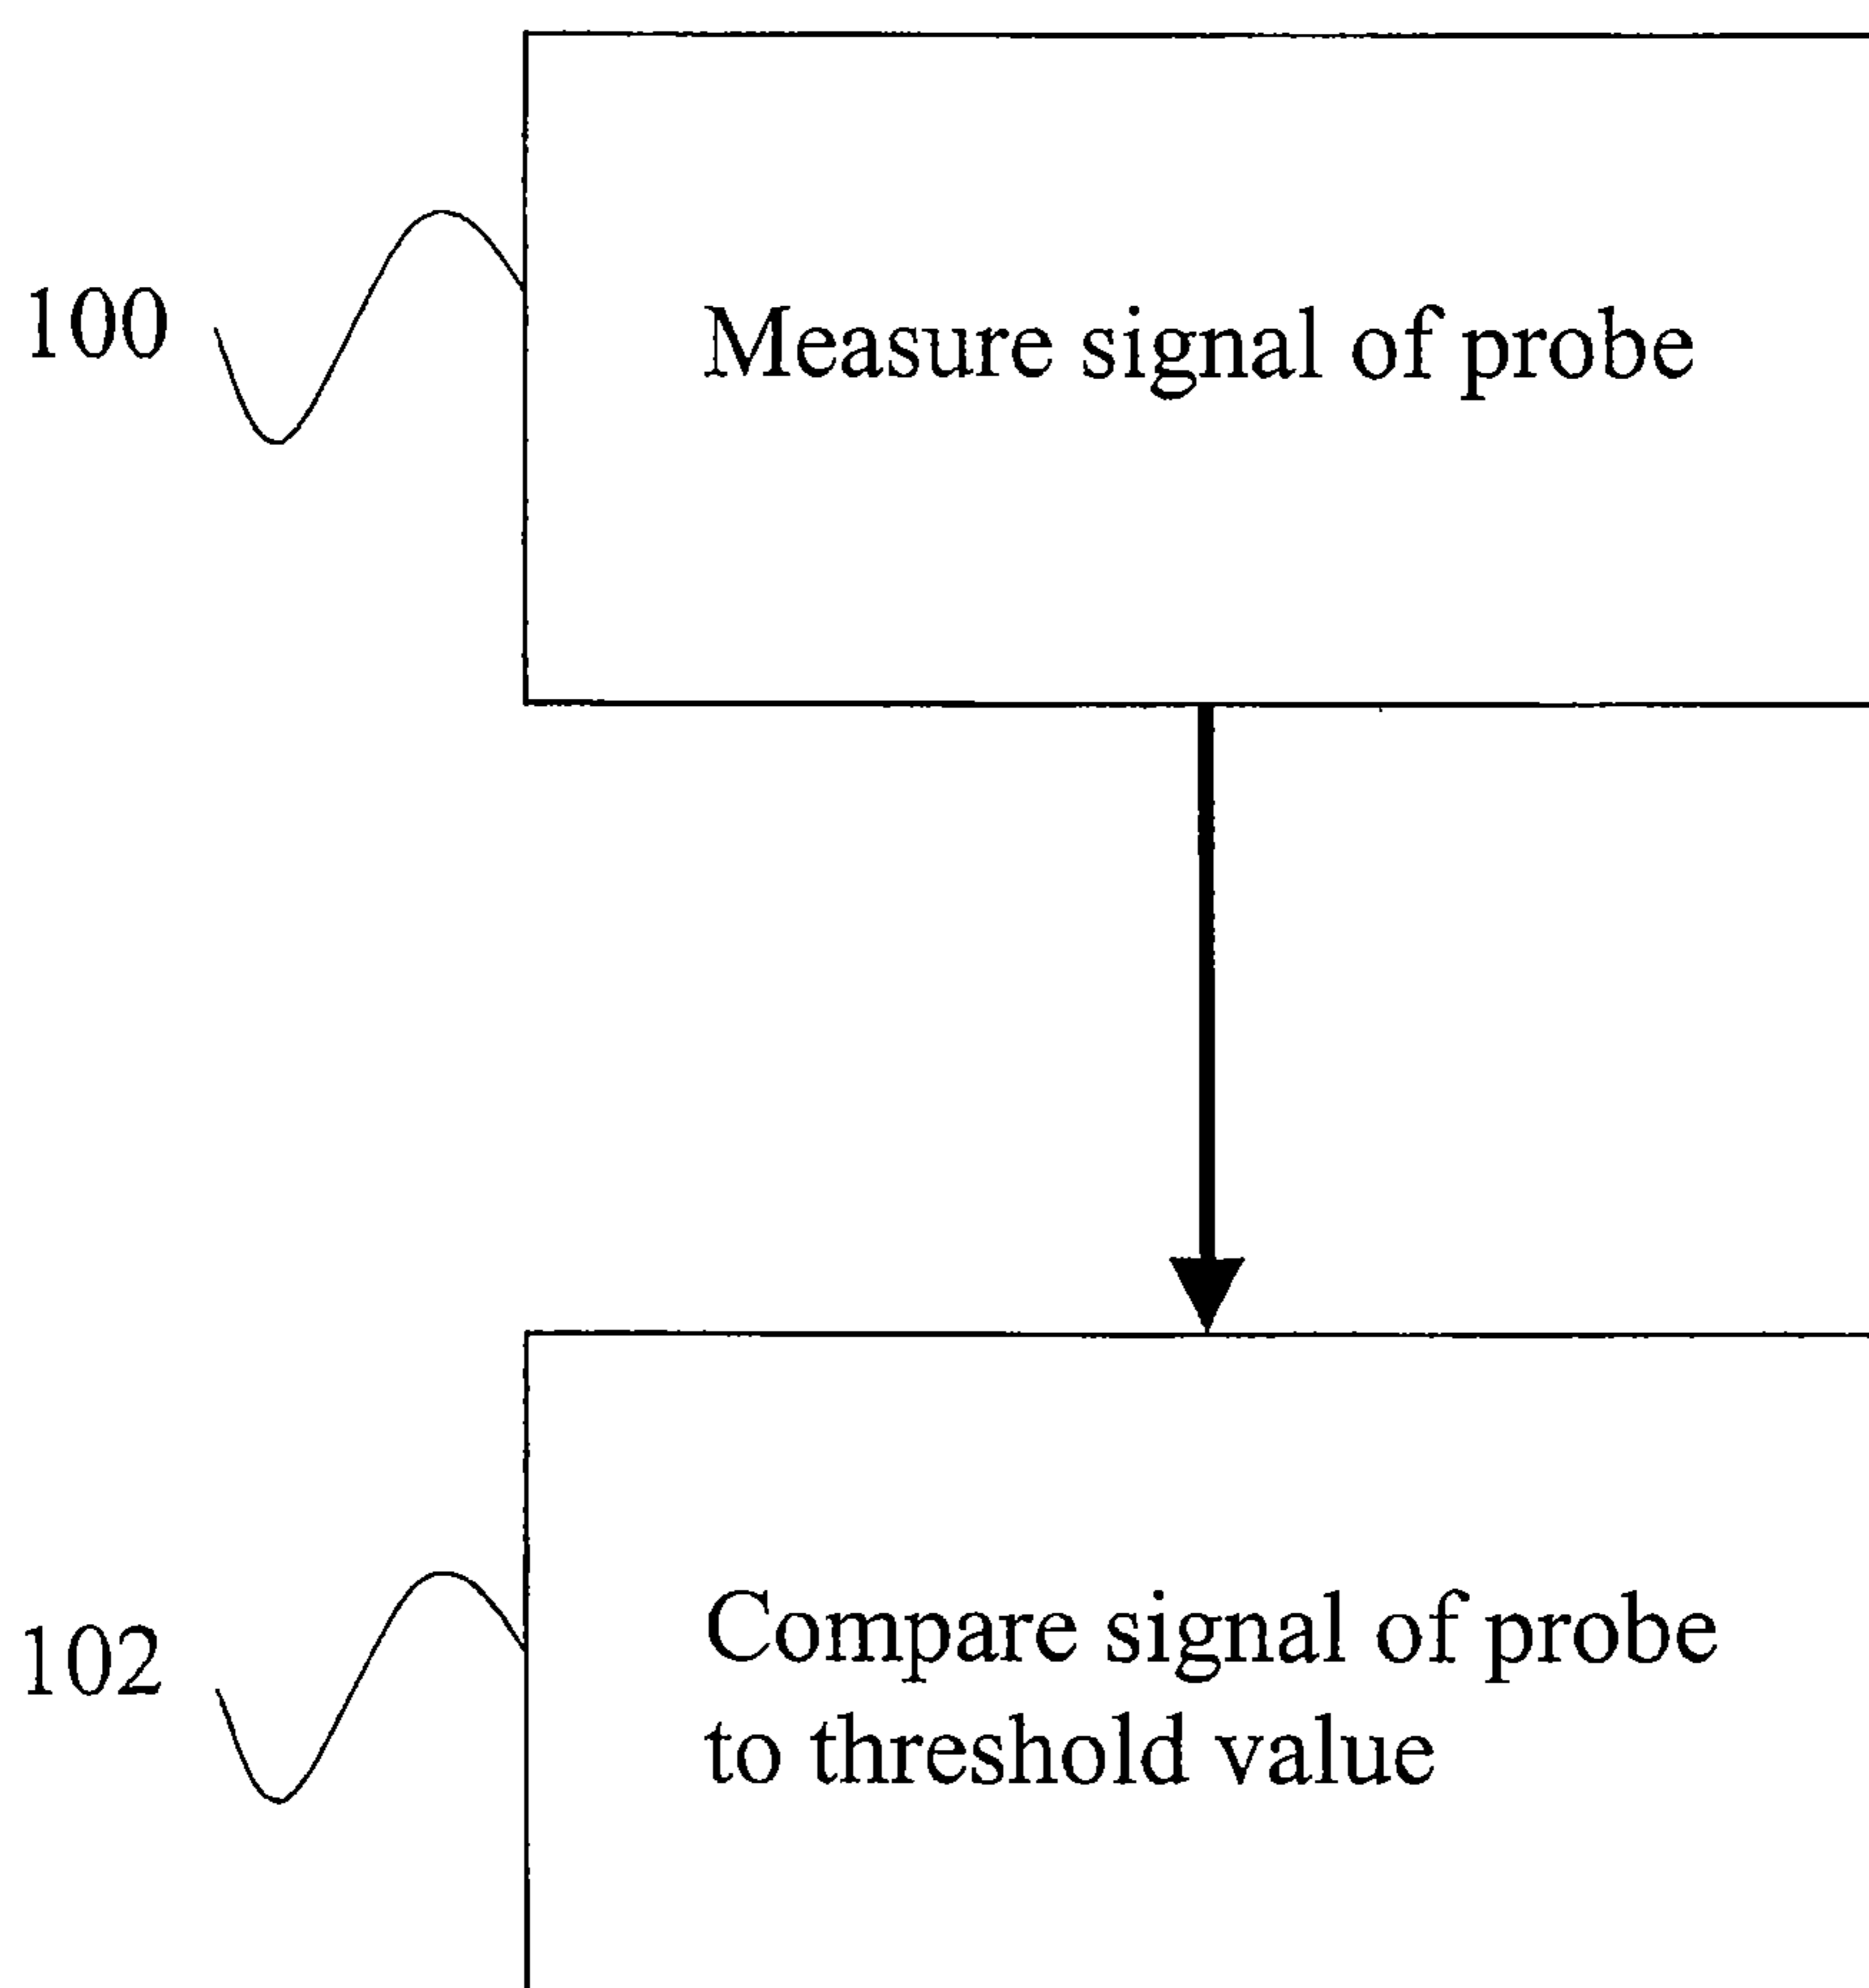 100
Measure signal of probe
102
Compare signal of probe
to threshold value